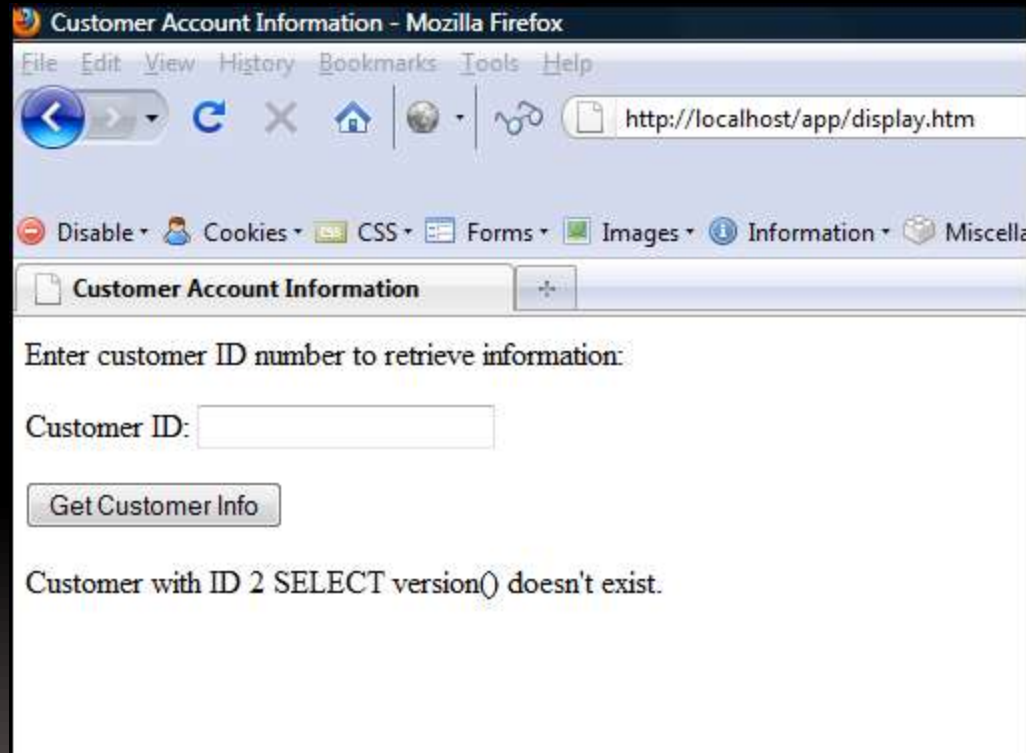 Customer Account Information - Mozilla Firefox
File Edit View History Bookmarks Tools Help
http://localhost/app/display.htm
Disable Cookies CSS Forms Images Information Miscella
Customer Account Information
Enter customer ID number to retrieve information:
Customer ID:
Get Customer Info
Customer with ID 2 SELECT version() doesn't exist.